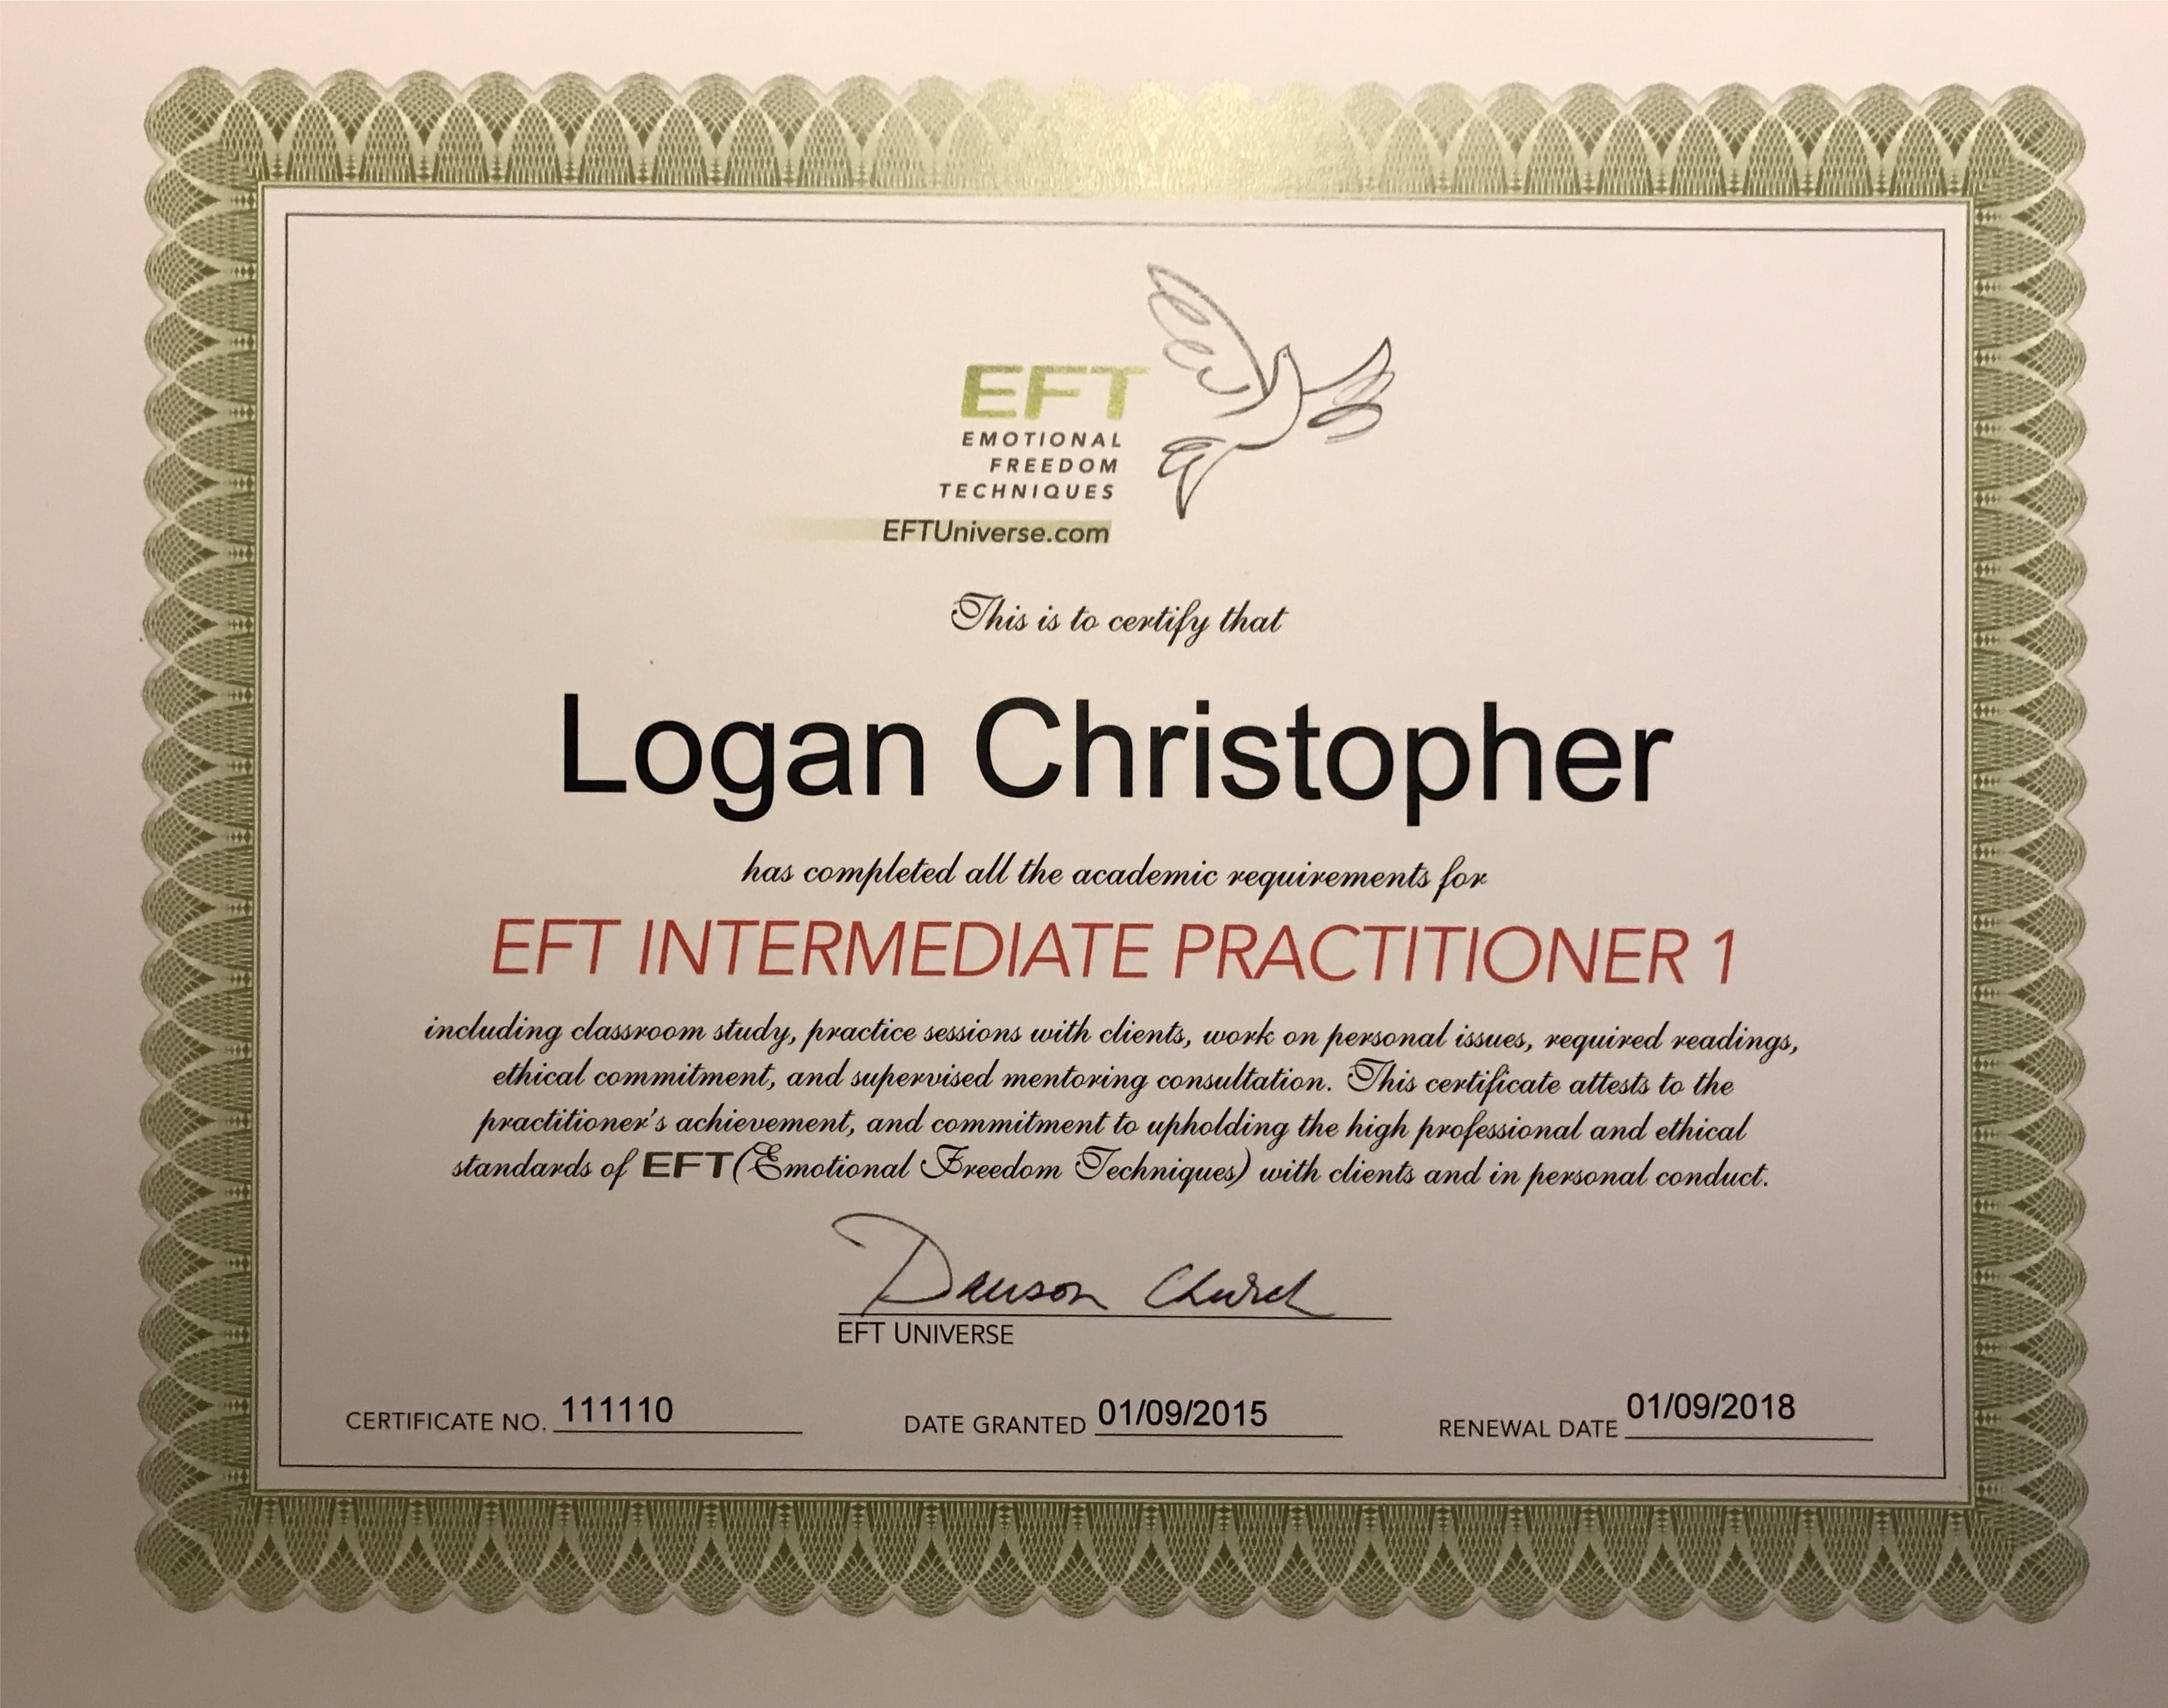 EFT
EMOTIONAL
FREEDOM
TECHNIQUES
EFTUniverse.com
This is to certify that
Logan Christopher
has completed all the academic requirements for
EFT INTERMEDIATE PRACTITIONER 1
including classroom study, practice sessions with clients, work on personal issues, required readings,
ethical commitment, and supervised mentoring consultation. This certificate attests to the
practitioner's achievement, and commitment to upholding the high professional and ethical
standards of EFT (Emotional Freedom Techniques) with clients and in personal conduct.
Dawson Church
EFT UNIVERSE
CERTIFICATE NO. 111110 DATE GRANTED 01/09/2015 RENEWAL DATE 01/09/2018